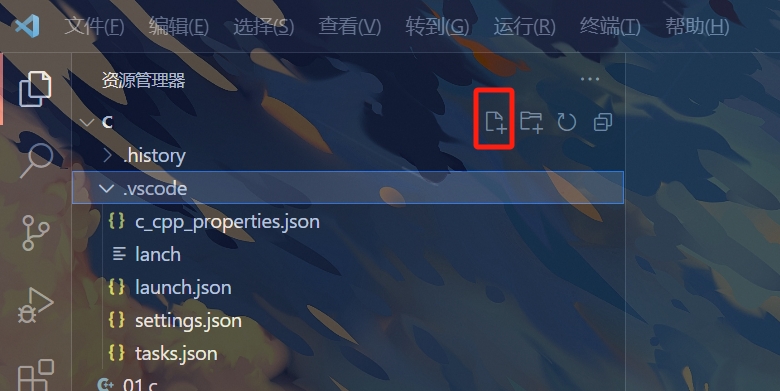 文件(F) 编辑(E) 选择(S) 查看(V) 转到(G) 运行(R) 终端(T) 帮助(H)
资源管理器 ...
C
.history
.vscode
{} c_cpp_properties.json
lanch
{} launch.json
{} settings.json
{} tasks.json
01.c